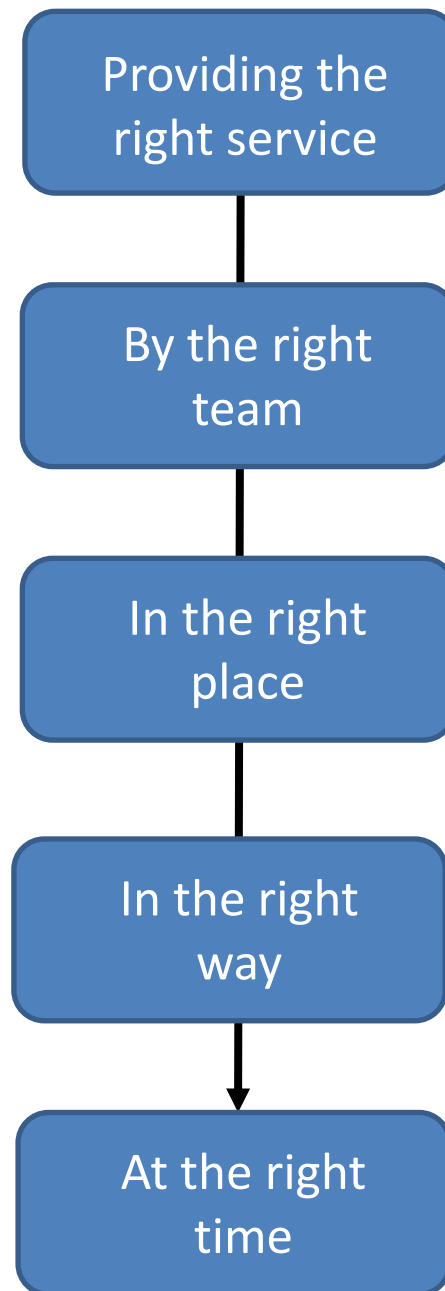 Providing the
right service
By the right
team
In the right
place
In the right
way
At the right
time